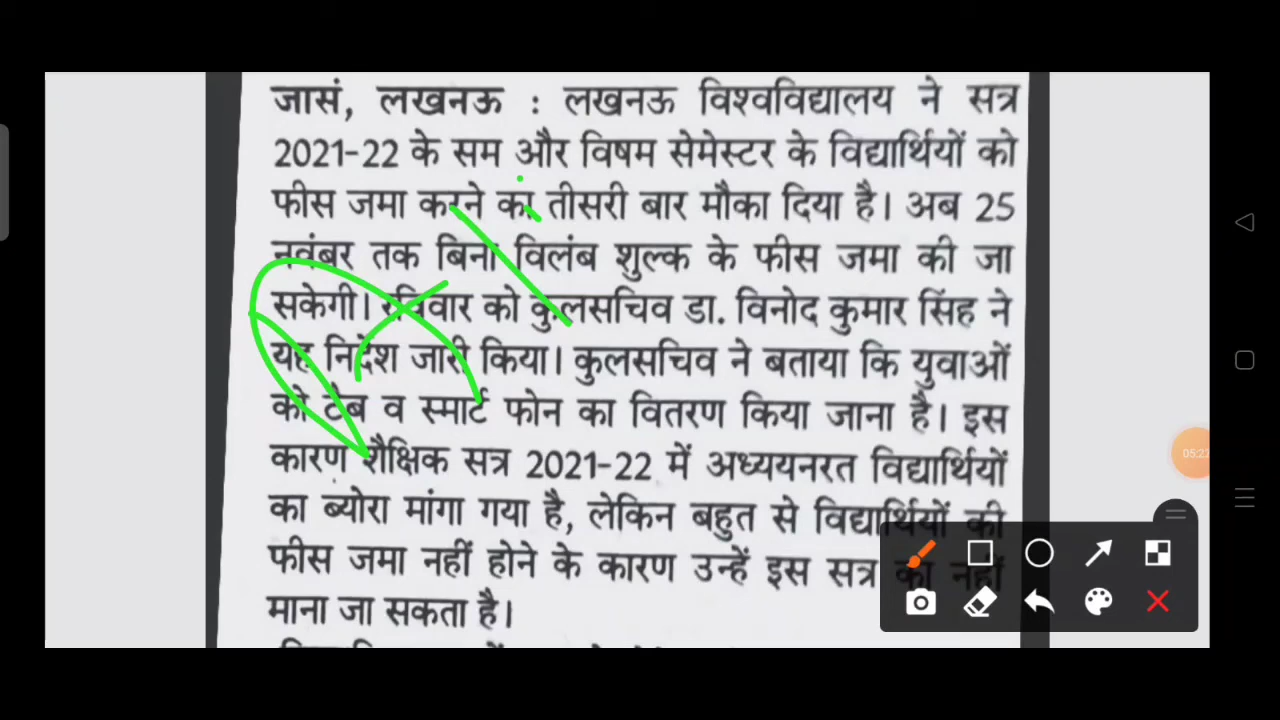 जासं, लखनऊ : लखनऊ विश्वविद्यालय ने सत्र
2021-22 के सम और विषम सेमेस्टर के विद्यार्थियों को
फीस जमा करने का तीसरी बार मौका दिया है। अब 25
नवंबर तक बिना विलंब शुल्क के फीस जमा की जा
सकेगी। रविवार को कुलसचिव डा. विनोद कुमार सिंह ने
यह निर्देश जारी किया। कुलसचिव ने बताया कि युवाओं
को टैब व स्मार्ट फोन का वितरण किया जाना है। इस
कारण शैक्षिक सत्र 2021-22 में अध्ययनरत विद्यार्थियों
का ब्योरा मांगा गया है, लेकिन बहुत से विद्यार्थियों की
फीस जमा नहीं होने के कारण उन्हें इस सत्र का नहीं
माना जा सकता है।
05:22